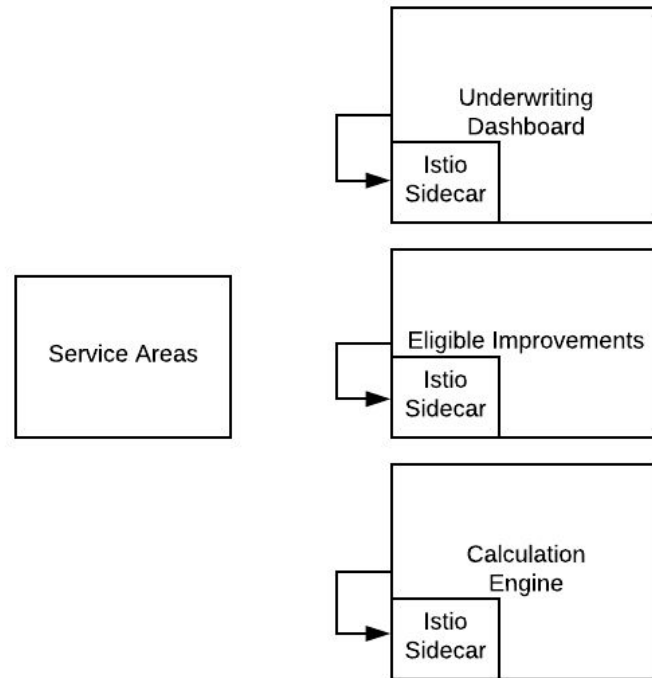 Underwriting
Dashboard
Istio
Sidecar
Service Areas
Eligible Improvements
Istio
Sidecar
Calculation
Engine
Istio
Sidecar